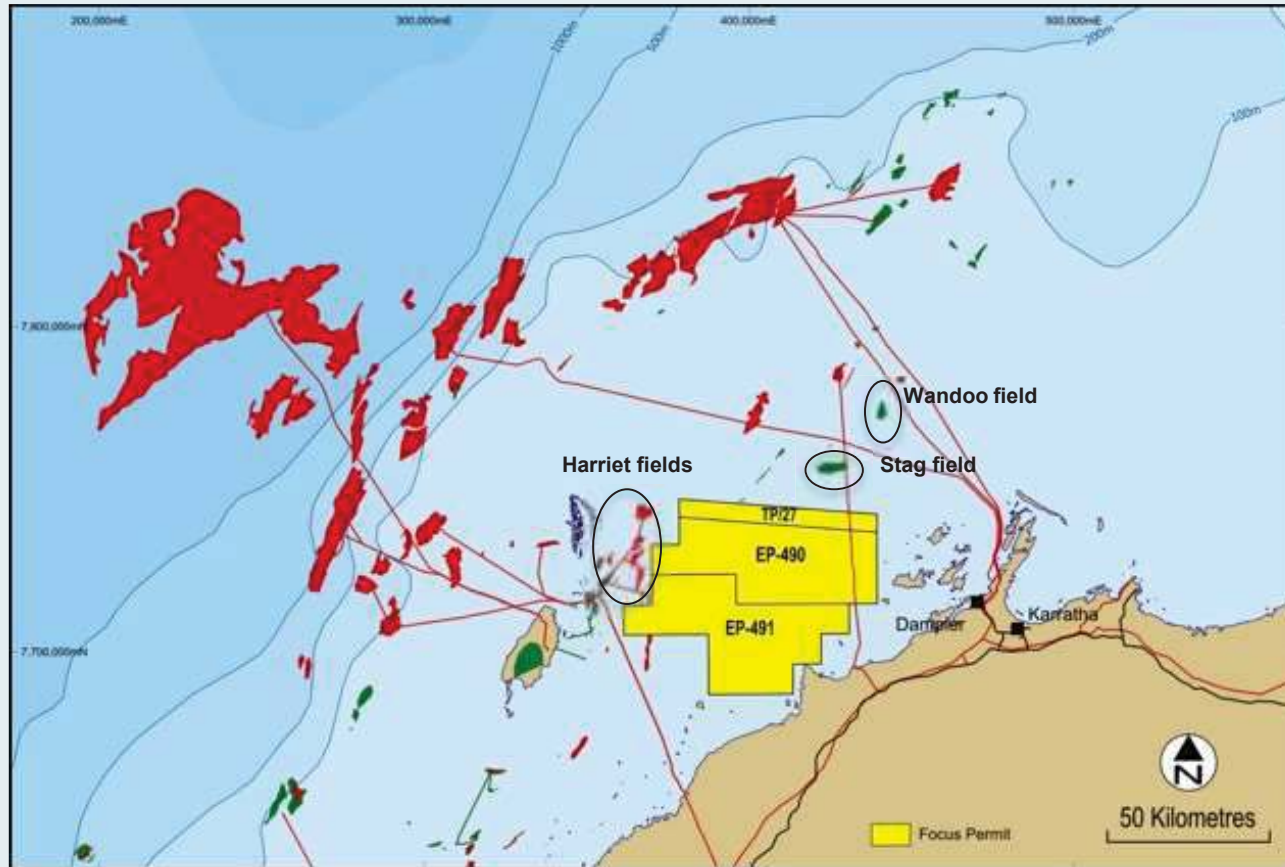 200,000mE
300,000mE
400,000mE
500,000mE
1000m
500m
200m
100m
7,800,000mN
Wandoo field
Harriet fields
Stag field
TP/27
EP-490
EP-491
Dampier
Karratha
7,700,000mN
N
Focus Permit
50 Kilometres